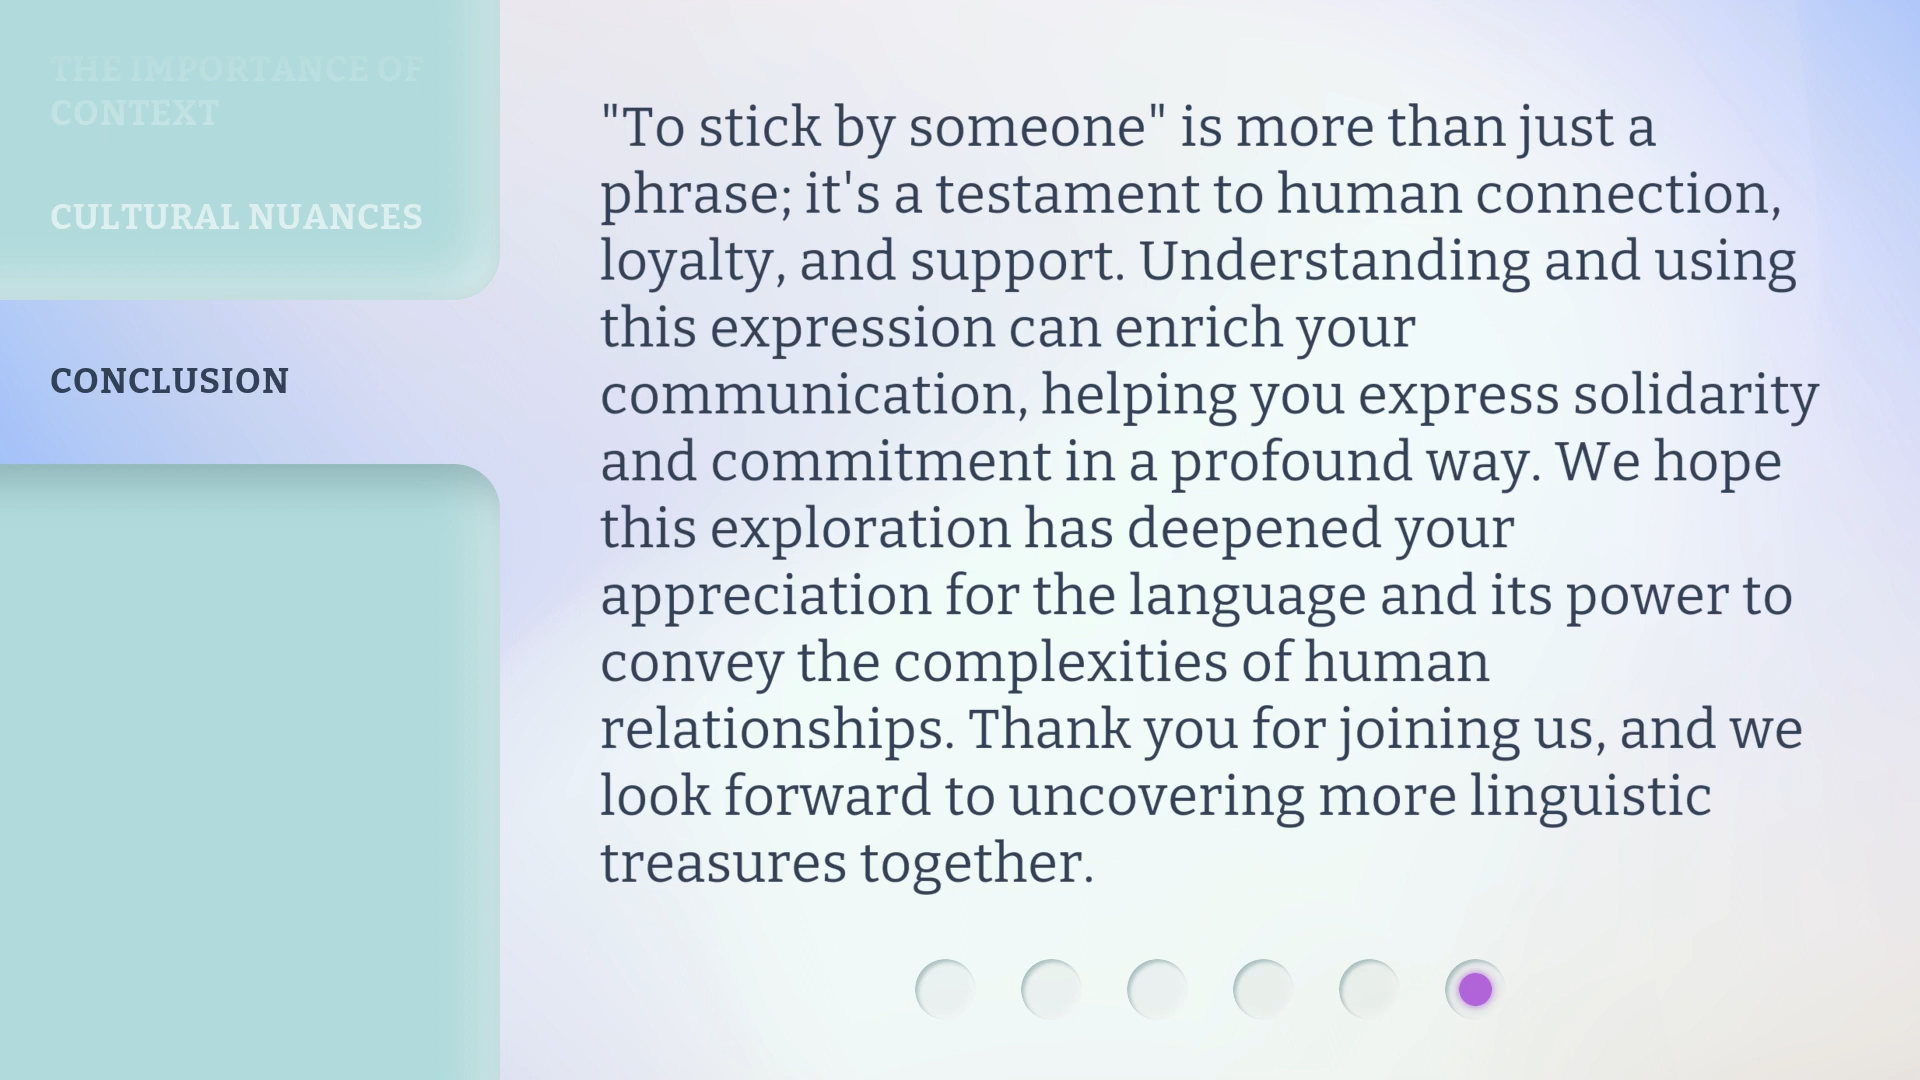 THE IMPORTANCE OF
CONTEXT
CULTURAL NUANCES
CONCLUSION
"To stick by someone" is more than just a
phrase; it's a testament to human connection,
loyalty, and support. Understanding and using
this expression can enrich your
communication, helping you express solidarity
and commitment in a profound way. We hope
this exploration has deepened your
appreciation for the language and its power to
convey the complexities of human
relationships. Thank you for joining us, and we
look forward to uncovering more linguistic
treasures together.